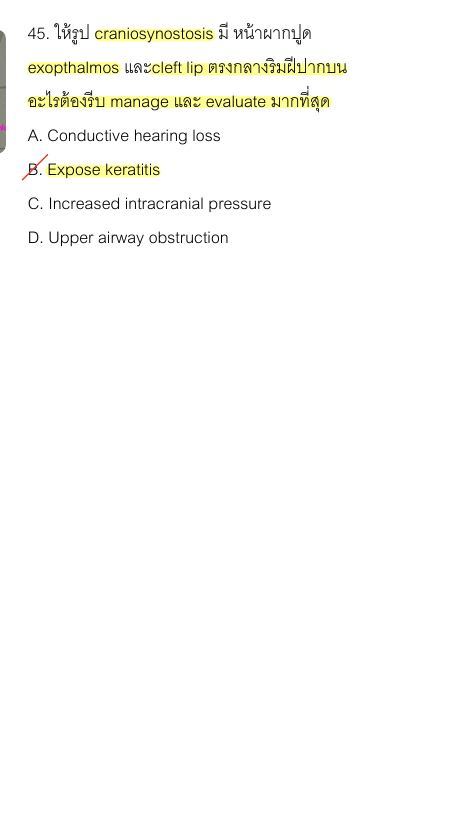 45. ให้รูป craniosynostosis มี หน้าผากปูด
exopthalmos และcleft lip ตรงกลางริมฝีปากบน
อะไรต้องรีบ manage และ evaluate มากที่สุด
A. Conductive hearing loss
B. Expose keratitis
C. Increased intracranial pressure
D. Upper airway obstruction